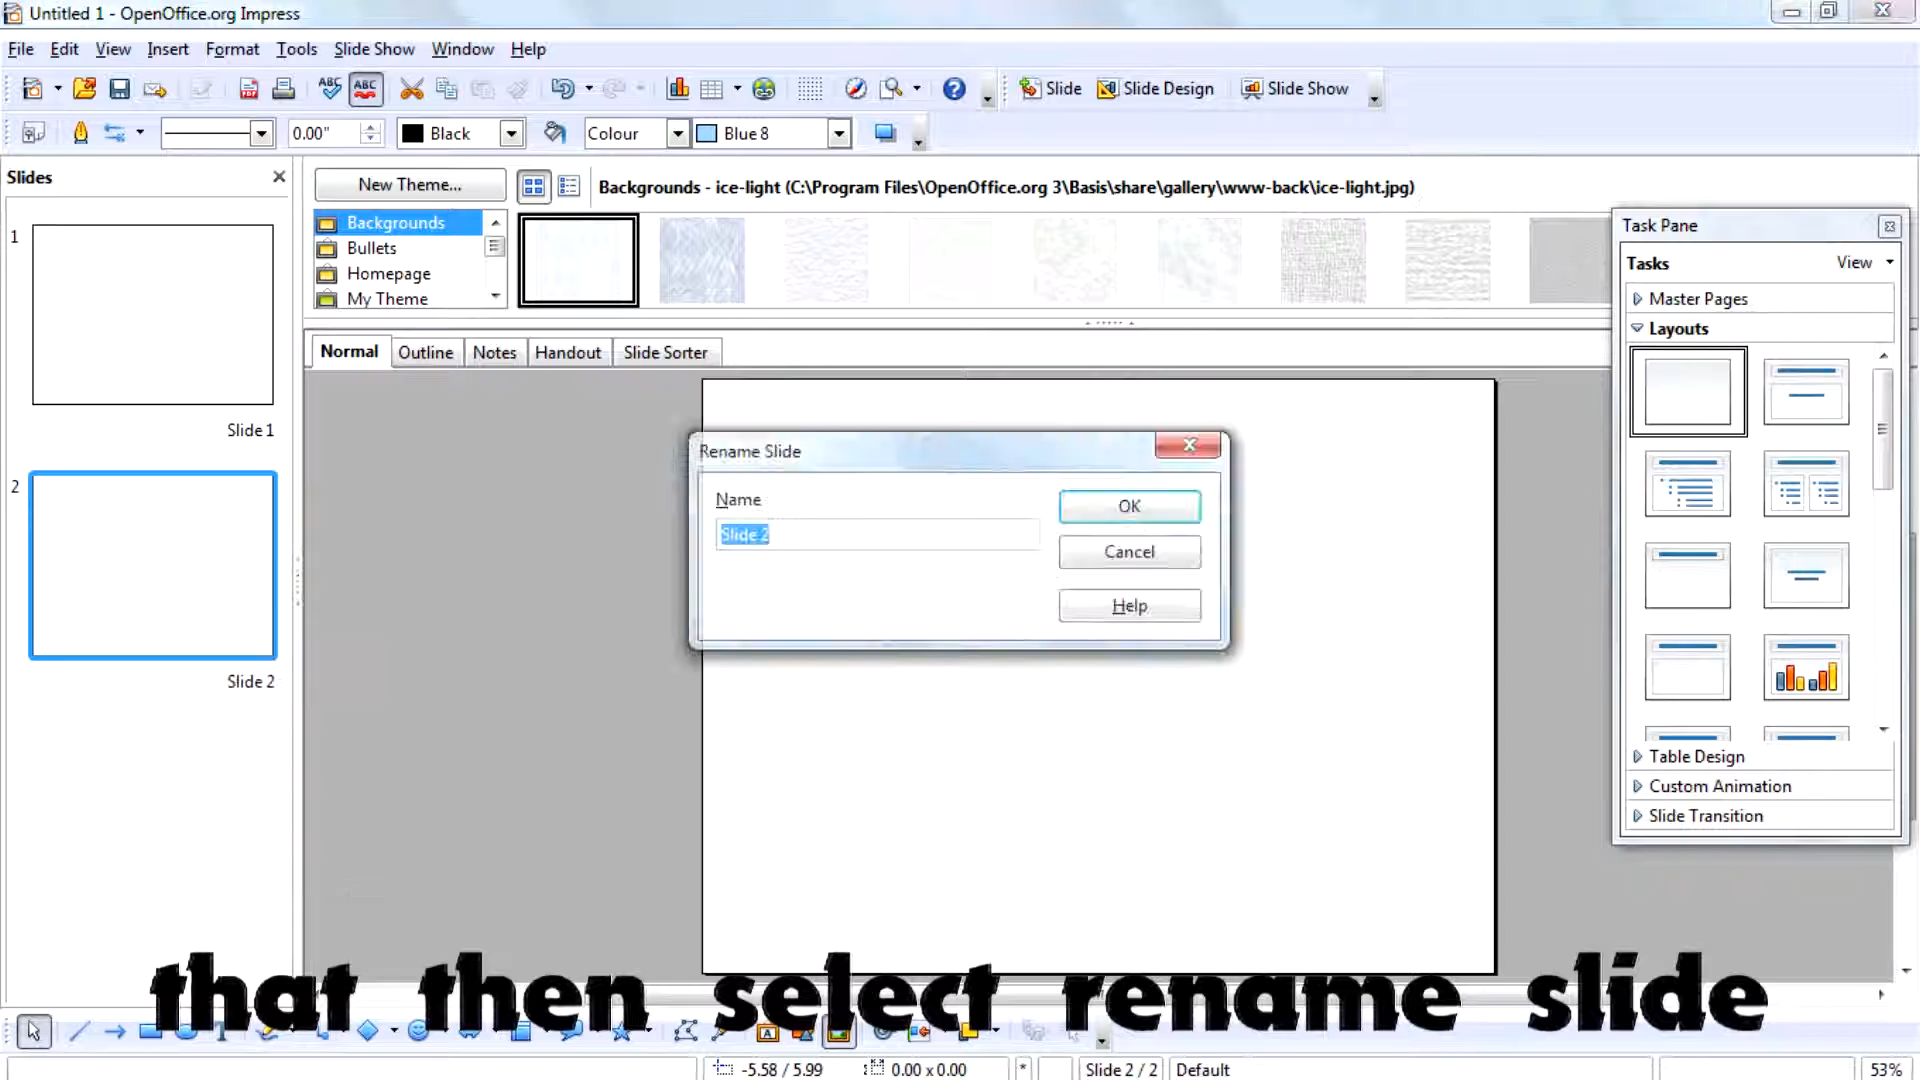 Untitled 1 - OpenOffice.org Impress
File Edit View Insert Format Tools Slide Show Window Help
ABC ABC Slide Slide Design Slide Show
0.00" Black Colour Blue 8
Slides
New Theme...
Backgrounds - ice-light (C:\Program Files\OpenOffice.org 3\Basis\share\gallery\www-back\ice-light.jpg)
Backgrounds
Bullets
Homepage
My Theme
1
Slide 1
2
Slide 2
Normal Outline Notes Handout Slide Sorter
Rename Slide
Name
Slide 2
OK
Cancel
Help
Task Pane
Tasks View
Master Pages
Layouts
Table Design
Custom Animation
Slide Transition
that then select rename slide
-5.58 / 5.99 0.00 x 0.00 * Slide 2 / 2 Default 53%